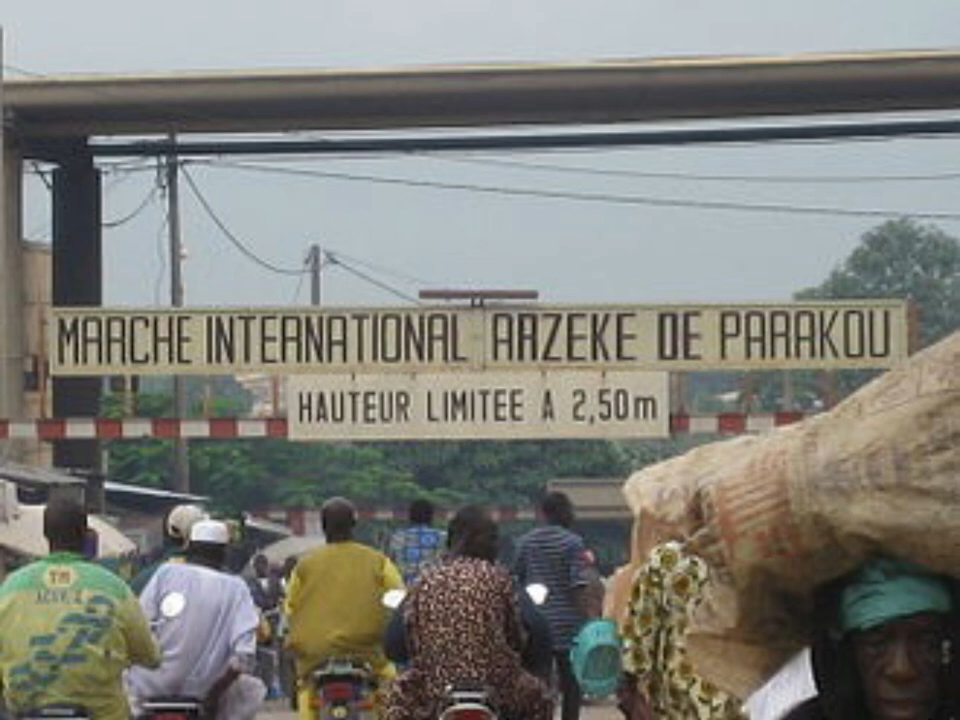 MARCHE INTERNATIONAL ARZEKE DE PARAKOU
HAUTEUR LIMITEE A 2,50m